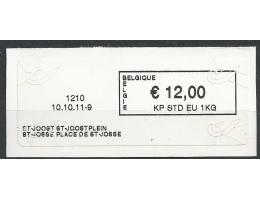 1210
10.10.11-9
BELGIQUE
BELGIE
€ 12,00
KP STD EU 1KG
ST-JOOST ST-JOOSTPLEIN
ST-JOSSE PLACE DE ST-JOSSE